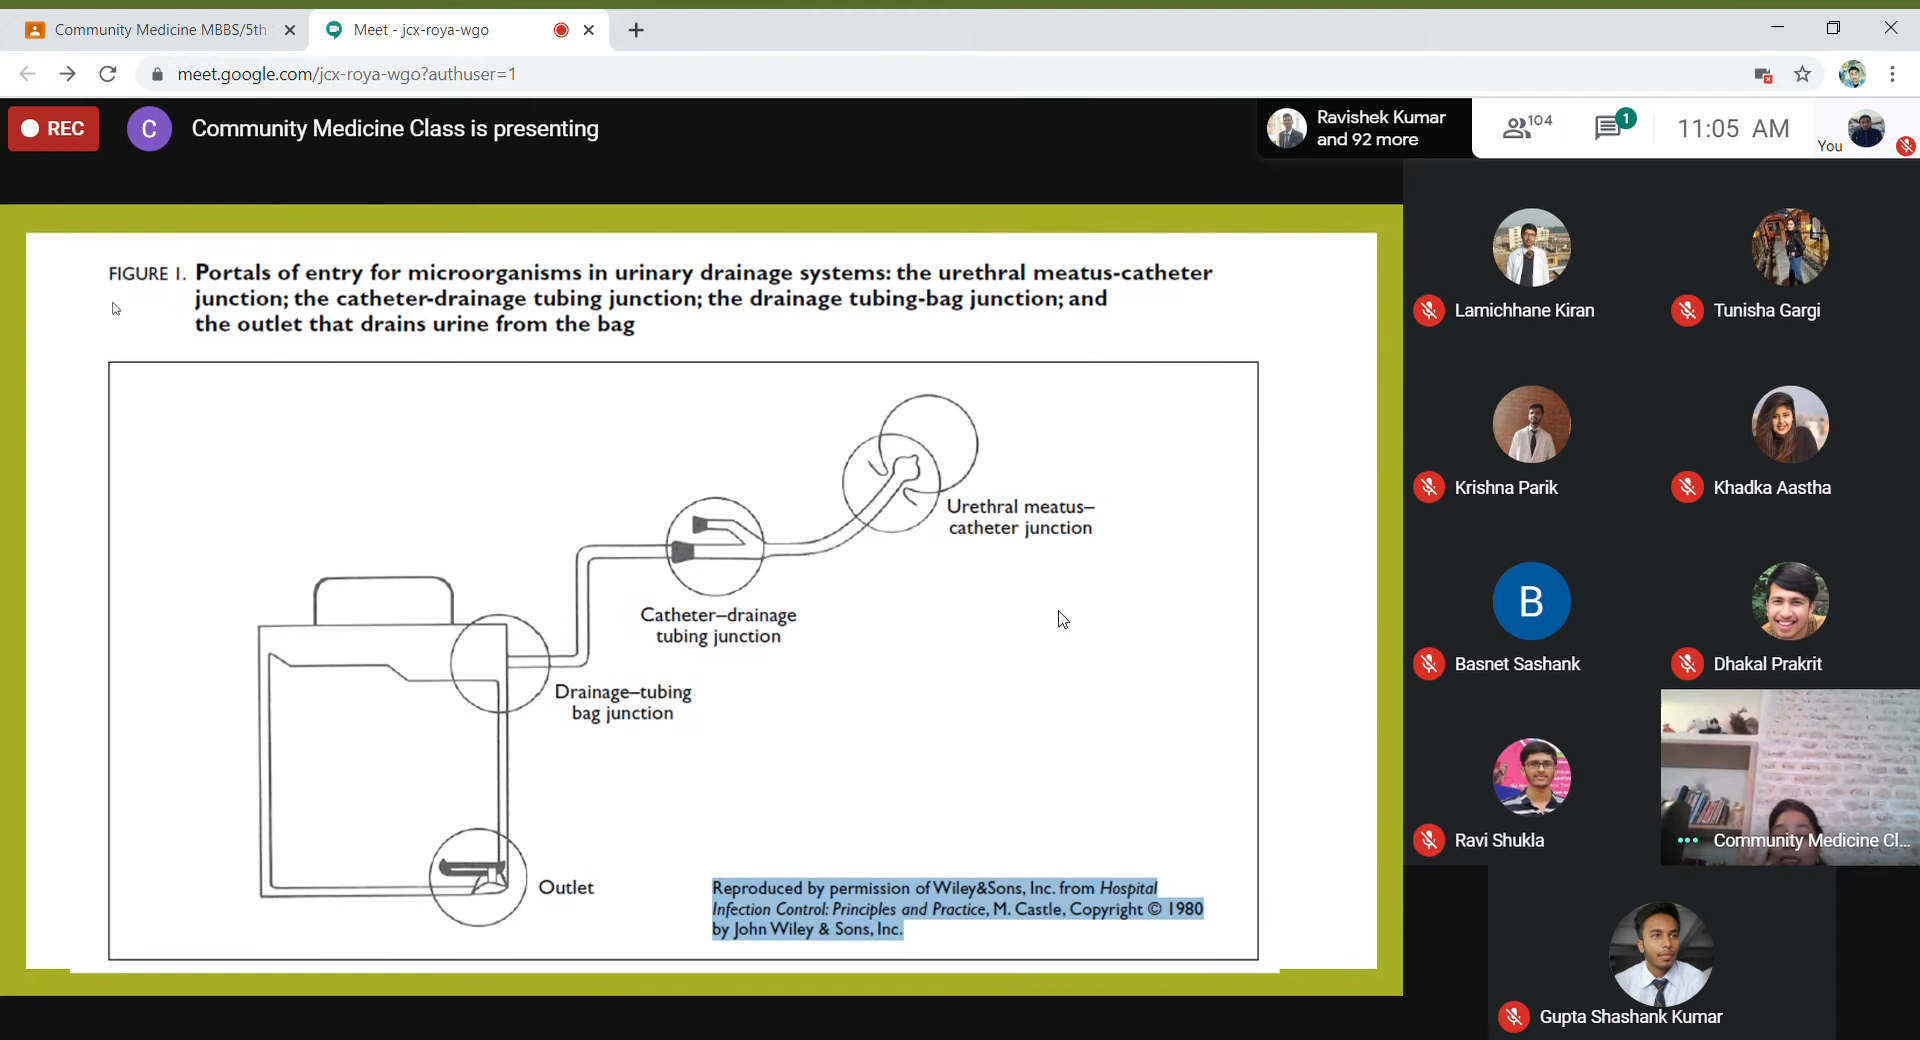 Community Medicine MBBS/5th
Meet - jcx-roya-wgo
meet.google.com/jcx-roya-wgo?authuser=1
REC
C
Community Medicine Class is presenting
Ravishek Kumar
and 92 more
104
1
11:05 AM
You
FIGURE 1. Portals of entry for microorganisms in urinary drainage systems: the urethral meatus-catheter
junction; the catheter-drainage tubing junction; the drainage tubing-bag junction; and
the outlet that drains urine from the bag
Urethral meatus–
catheter junction
Catheter–drainage
tubing junction
Drainage–tubing
bag junction
Outlet
Reproduced by permission of Wiley&Sons, Inc. from Hospital
Infection Control: Principles and Practice, M. Castle, Copyright © 1980
by John Wiley & Sons, Inc.
Lamichhane Kiran
Tunisha Gargi
Krishna Parik
Khadka Aastha
B
Basnet Sashank
Dhakal Prakrit
Ravi Shukla
Community Medicine Cl...
Gupta Shashank Kumar